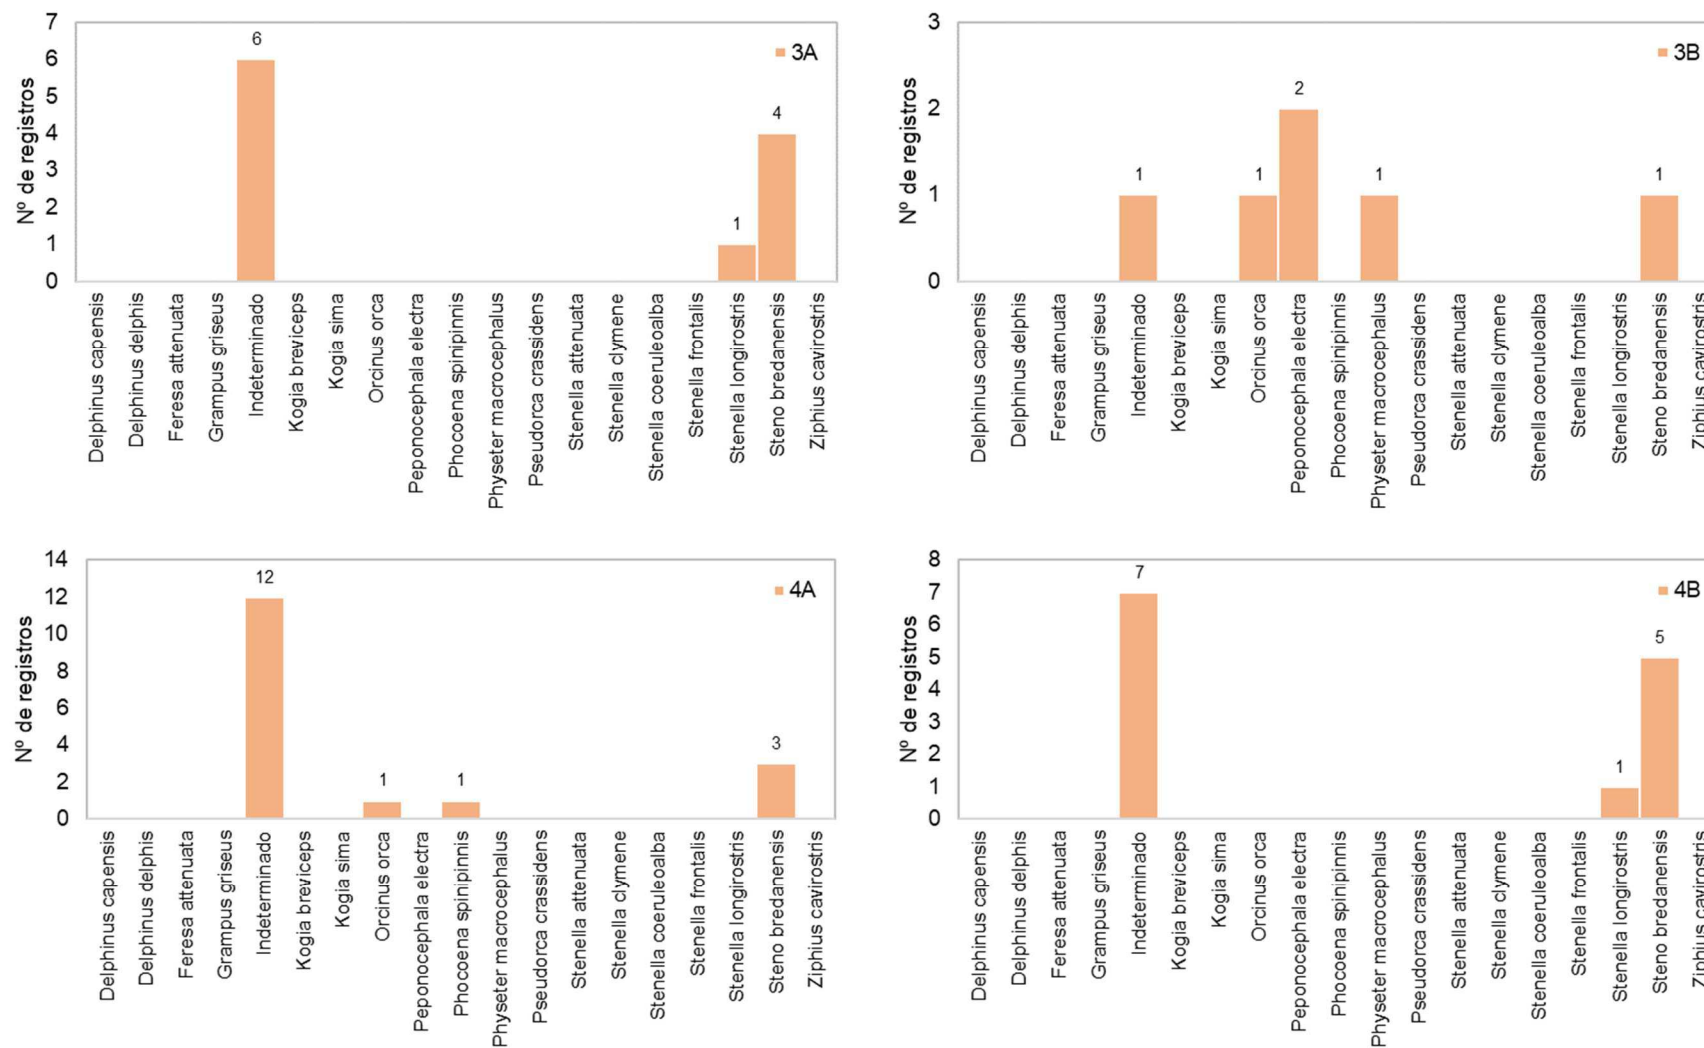 7
6
5
4
3
2
1
0
Nº de registros
6
1
4
3A
Delphinus capensis
Delphinus delphis
Feresa attenuata
Grampus griseus
Indeterminado
Kogia breviceps
Kogia sima
Orcinus orca
Peponocephala electra
Phocoena spinipinnis
Physeter macrocephalus
Pseudorca crassidens
Stenella attenuata
Stenella clymene
Stenella coeruleoalba
Stenella frontalis
Stenella longirostris
Steno bredanensis
Ziphius cavirostris
3
2
1
0
Nº de registros
1
1
2
1
1
3B
Delphinus capensis
Delphinus delphis
Feresa attenuata
Grampus griseus
Indeterminado
Kogia breviceps
Kogia sima
Orcinus orca
Peponocephala electra
Phocoena spinipinnis
Physeter macrocephalus
Pseudorca crassidens
Stenella attenuata
Stenella clymene
Stenella coeruleoalba
Stenella frontalis
Stenella longirostris
Steno bredanensis
Ziphius cavirostris
14
12
10
8
6
4
2
0
Nº de registros
12
1
1
3
4A
Delphinus capensis
Delphinus delphis
Feresa attenuata
Grampus griseus
Indeterminado
Kogia breviceps
Kogia sima
Orcinus orca
Peponocephala electra
Phocoena spinipinnis
Physeter macrocephalus
Pseudorca crassidens
Stenella attenuata
Stenella clymene
Stenella coeruleoalba
Stenella frontalis
Stenella longirostris
Steno bredanensis
Ziphius cavirostris
8
7
6
5
4
3
2
1
0
Nº de registros
7
1
5
4B
Delphinus capensis
Delphinus delphis
Feresa attenuata
Grampus griseus
Indeterminado
Kogia breviceps
Kogia sima
Orcinus orca
Peponocephala electra
Phocoena spinipinnis
Physeter macrocephalus
Pseudorca crassidens
Stenella attenuata
Stenella clymene
Stenella coeruleoalba
Stenella frontalis
Stenella longirostris
Steno bredanensis
Ziphius cavirostris